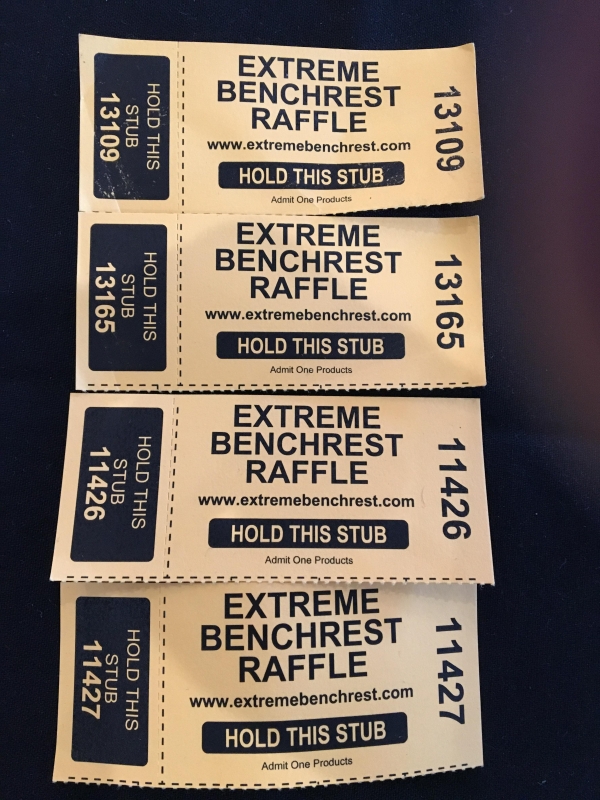 HOLD THIS
STUB
13109
EXTREME
BENCHREST
RAFFLE
www.extremebenchrest.com
HOLD THIS STUB
Admit One Products
13109
HOLD THIS
STUB
13165
EXTREME
BENCHREST
RAFFLE
www.extremebenchrest.com
HOLD THIS STUB
Admit One Products
13165
HOLD THIS
STUB
11426
EXTREME
BENCHREST
RAFFLE
www.extremebenchrest.com
HOLD THIS STUB
Admit One Products
11426
HOLD THIS
STUB
11427
EXTREME
BENCHREST
RAFFLE
www.extremebenchrest.com
HOLD THIS STUB
Admit One Products
11427